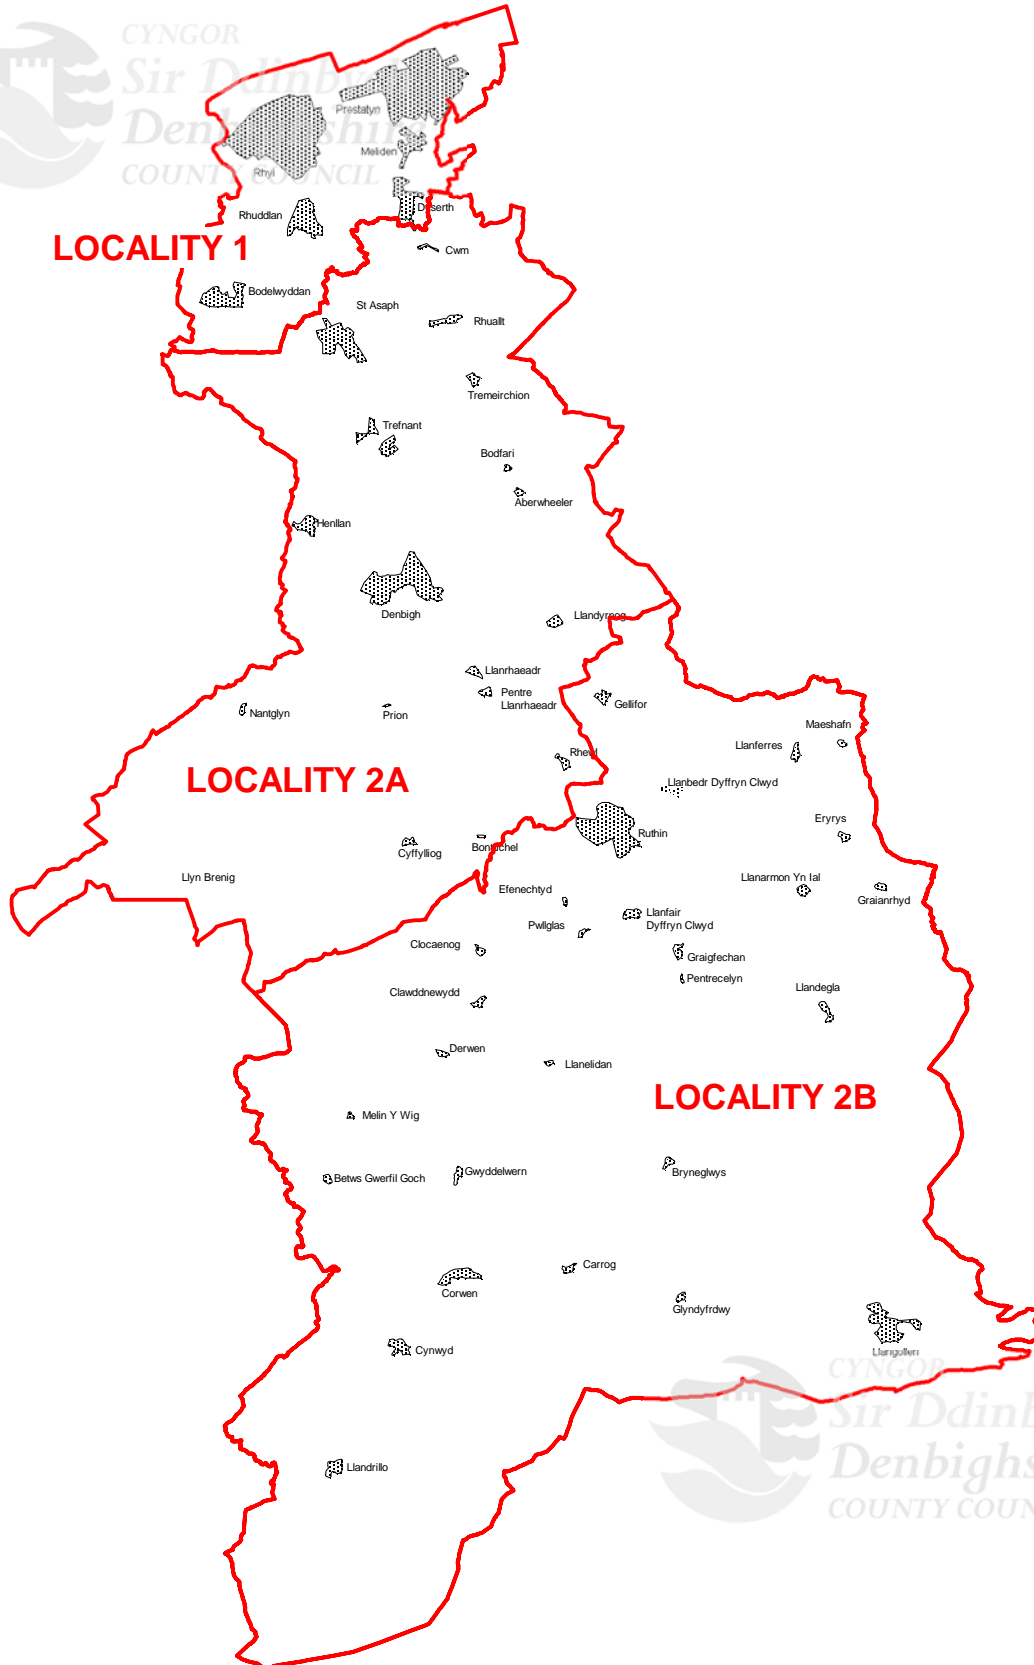 CYNGOR
Sir Ddinbych
Denbighshire
COUNTY COUNCIL
Prestatyn
Meliden
Rhyl
Dyserth
Rhuddlan
LOCALITY 1
Cwm
Bodelwyddan
St Asaph
Rhuallt
Tremeirchion
Trefnant
Bodfari
Aberwheeler
Henllan
Denbigh
Llandyrnog
Llanrhaeadr
Pentre
Llanrhaeadr
Nantglyn
Prion
Gellifor
Maeshafn
Llanferres
Rhewl
LOCALITY 2A
Llanbedr Dyffryn Clwyd
Eryrys
Ruthin
Cyffylliog
Bontuchel
Llyn Brenig
Efenechtyd
Llanarmon Yn Ial
Graianrhyd
Pwllglas
Llanfair
Dyffryn Clwyd
Clocaenog
Graigfechan
Pentrecelyn
Clawddnewydd
Llandegla
Derwen
Llanelidan
LOCALITY 2B
Melin Y Wig
Betws Gwerfil Goch
Gwyddelwern
Bryneglwys
Carrog
Corwen
Glyndyfrdwy
Cynwyd
Llangollen
CYNGOR
Sir Ddinb
Denbighs
COUNTY COUN
Llandrillo